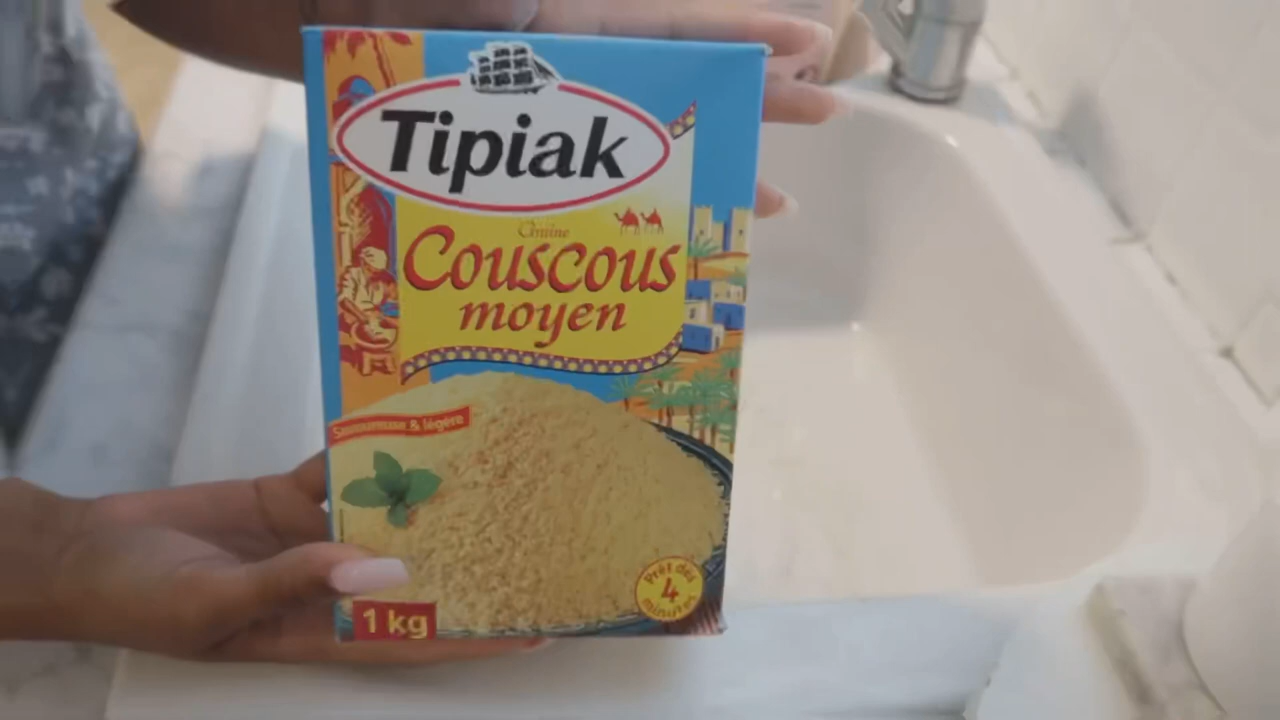 Tipiak
Couscous
moyen
Savoureuse & légère
Prêt dès
4
minutes
1 kg